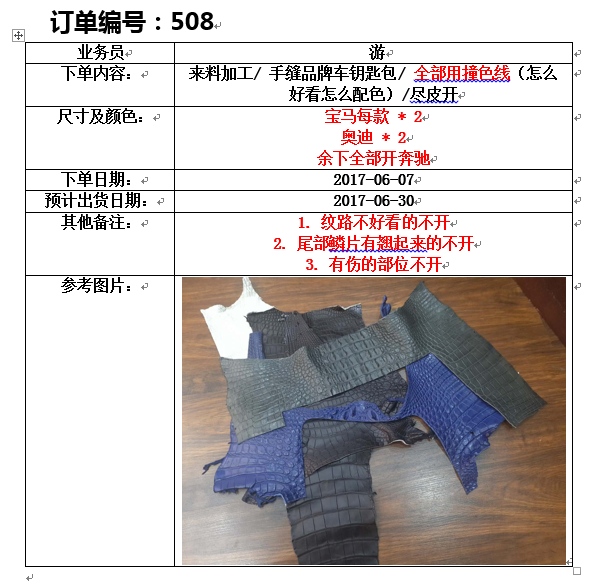 订单编号：508
业务员
游
下单内容：
来料加工/ 手缝品牌车钥匙包/ 全部用撞色线（怎么
好看怎么配色）/尽皮开
尺寸及颜色：
宝马每款 * 2
奥迪 * 2
余下全部开奔驰
下单日期：
2017-06-07
预计出货日期：
2017-06-30
其他备注：
1. 纹路不好看的不开
2. 尾部鳞片有翘起来的不开
3. 有伤的部位不开
参考图片：